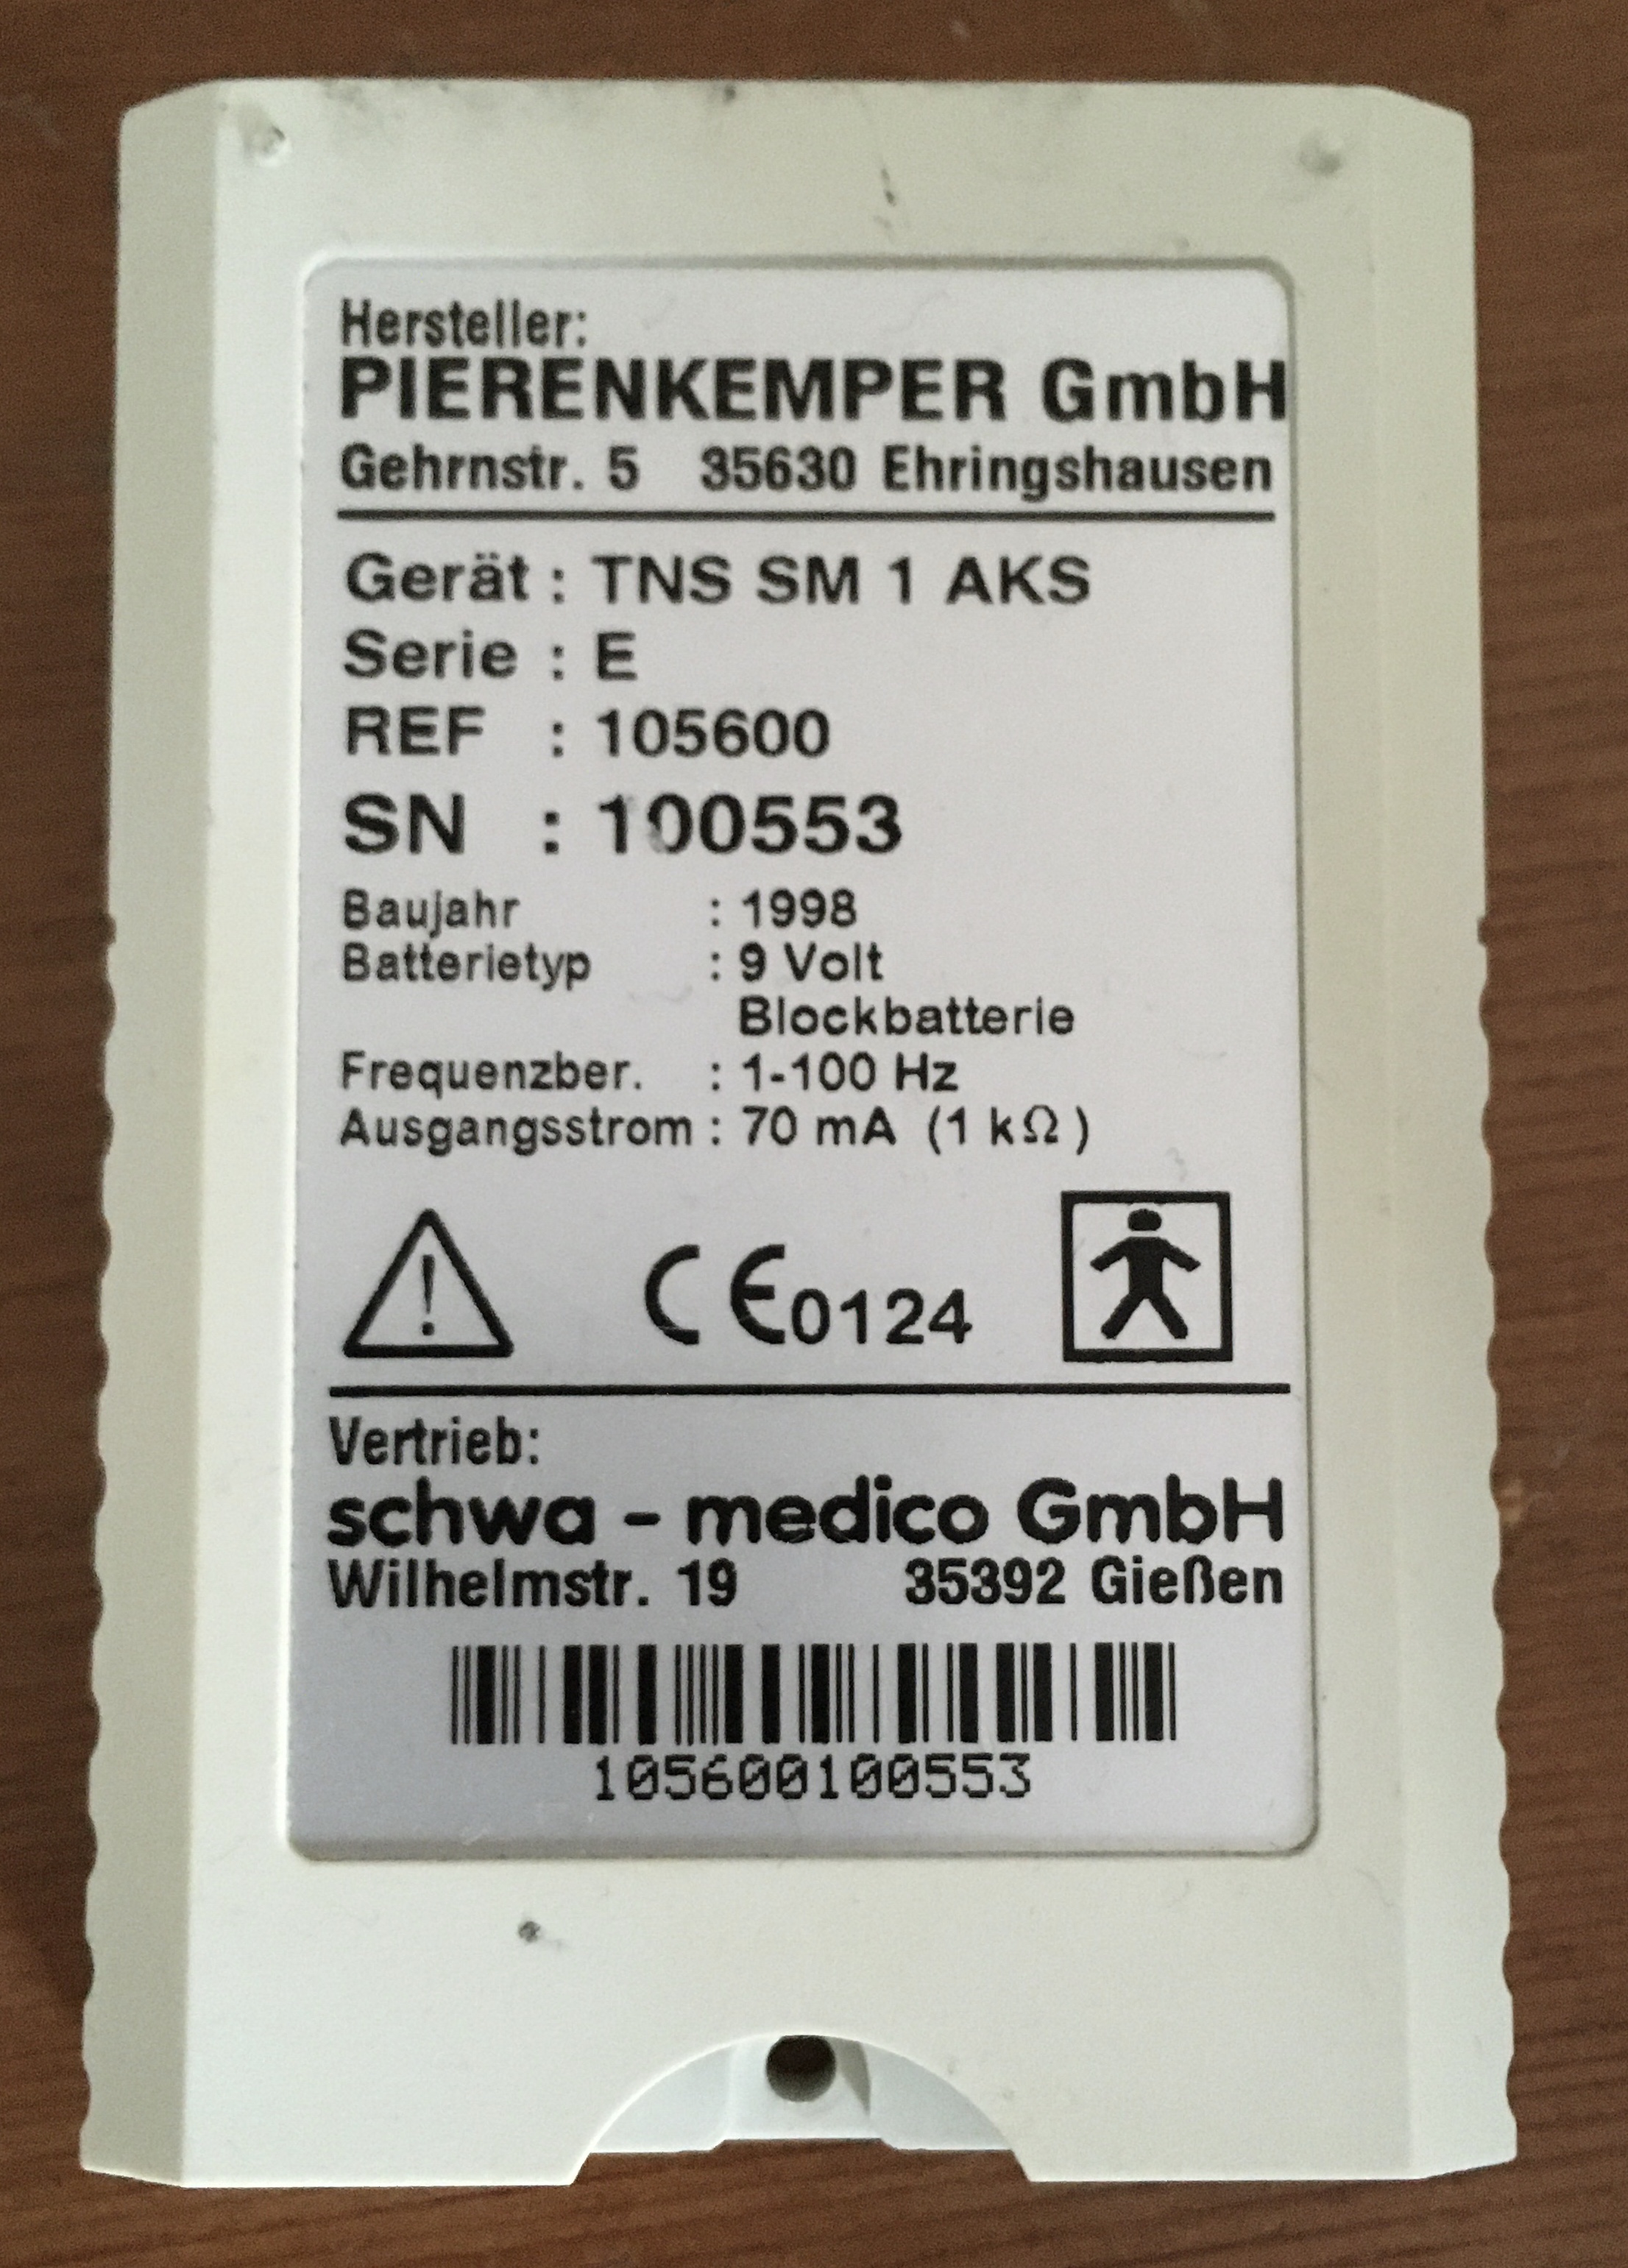 Hersteller:
PIERENKEMPER GmbH
Gehrnstr. 5 35630 Ehringshausen
Gerät : TNS SM 1 AKS
Serie : E
REF : 105600
SN : 100553
Baujahr : 1998
Batterietyp : 9 Volt
Blockbatterie
Frequenzber. : 1-100 Hz
Ausgangsstrom : 70 mA (1 kΩ)
!
CE0124
Vertrieb:
schwa - medico GmbH
Wilhelmstr. 19 35392 Gießen
105600100553